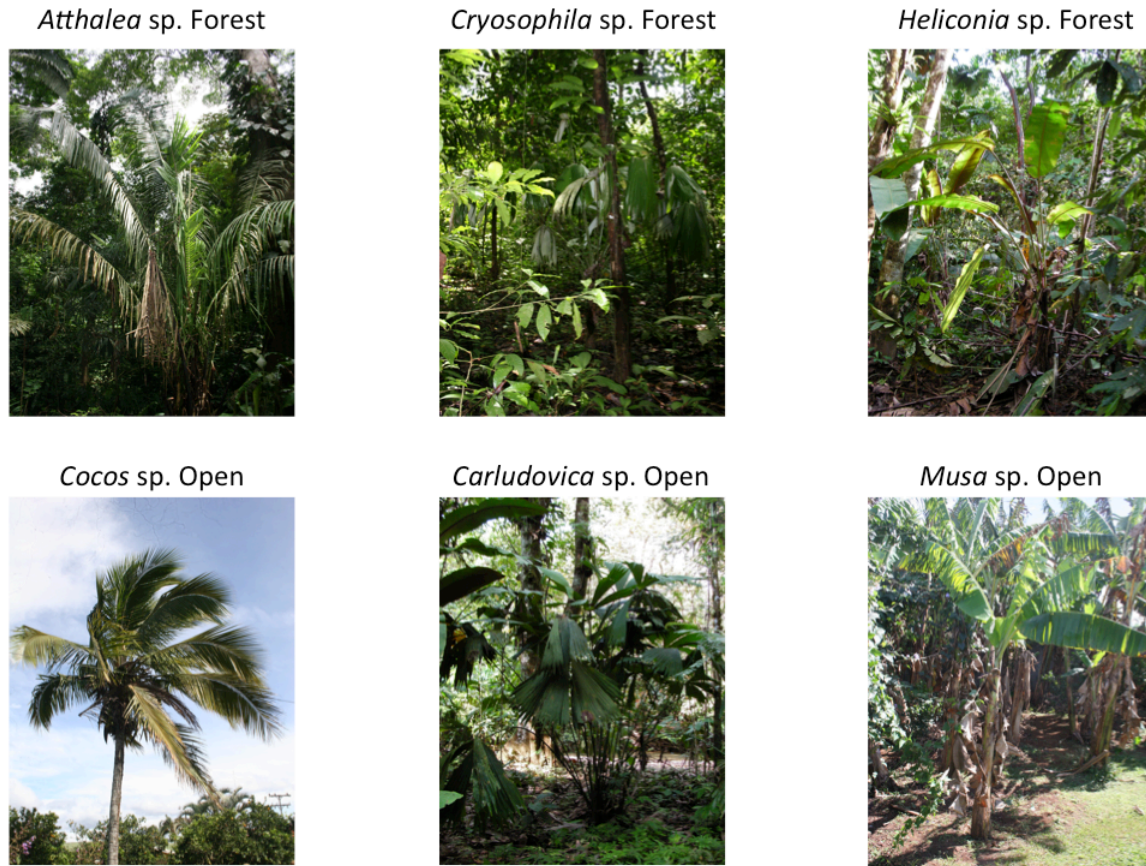 Atthalea sp. Forest
Cryosophila sp. Forest
Heliconia sp. Forest
Cocos sp. Open
Carludovica sp. Open
Musa sp. Open